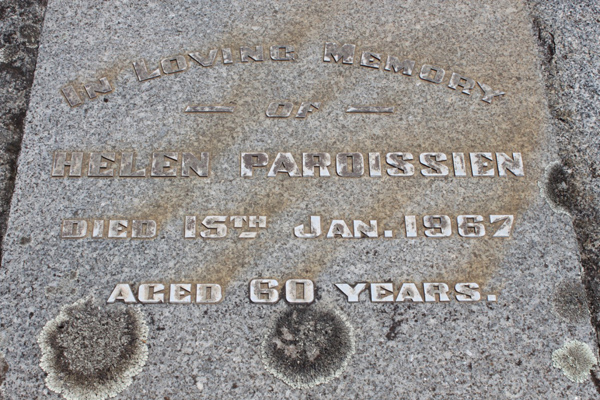 In Loving Memory
— OF —
HELEN PAROISSIEN
DIED 15TH JAN. 1967
AGED 60 YEARS.